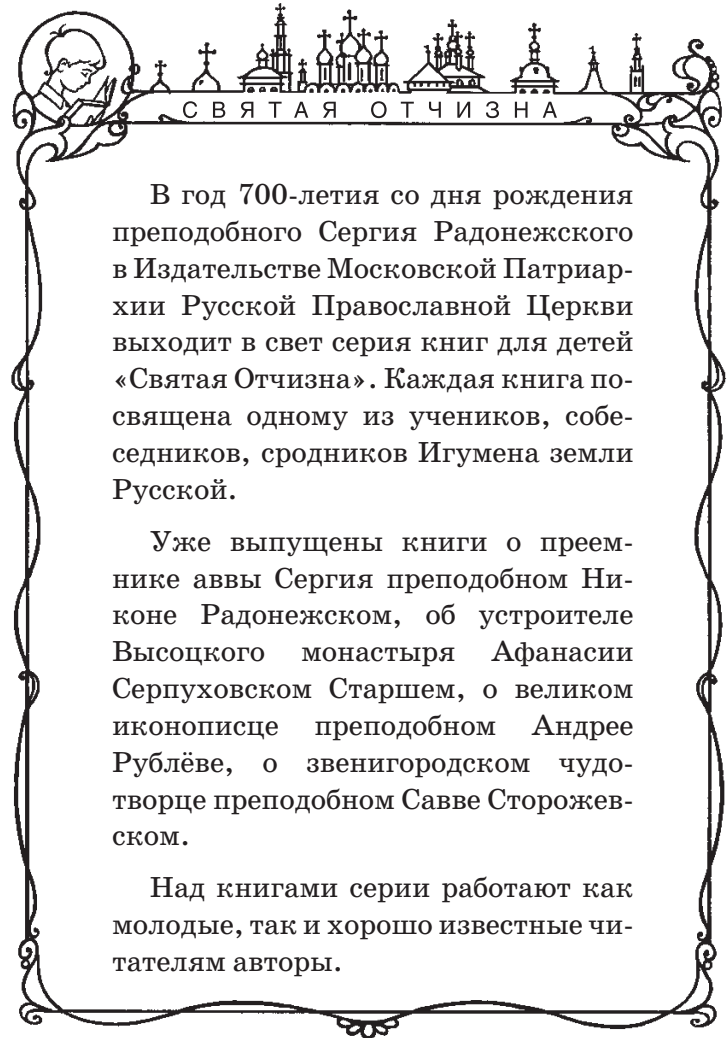 СВЯТАЯ ОТЧИЗНА
В год 700-летия со дня рождения
преподобного Сергия Радонежского
в Издательстве Московской Патриар-
хии Русской Православной Церкви
выходит в свет серия книг для детей
«Святая Отчизна». Каждая книга по-
священа одному из учеников, собе-
седников, сродников Игумена земли
Русской.
Уже выпущены книги о преем-
нике аввы Сергия преподобном Ни-
коне Радонежском, об устроителе
Высоцкого монастыря Афанасии
Серпуховском Старшем, о великом
иконописце преподобном Андрее
Рублёве, о звенигородском чудо-
творце преподобном Савве Сторожев-
ском.
Над книгами серии работают как
молодые, так и хорошо известные чи-
тателям авторы.